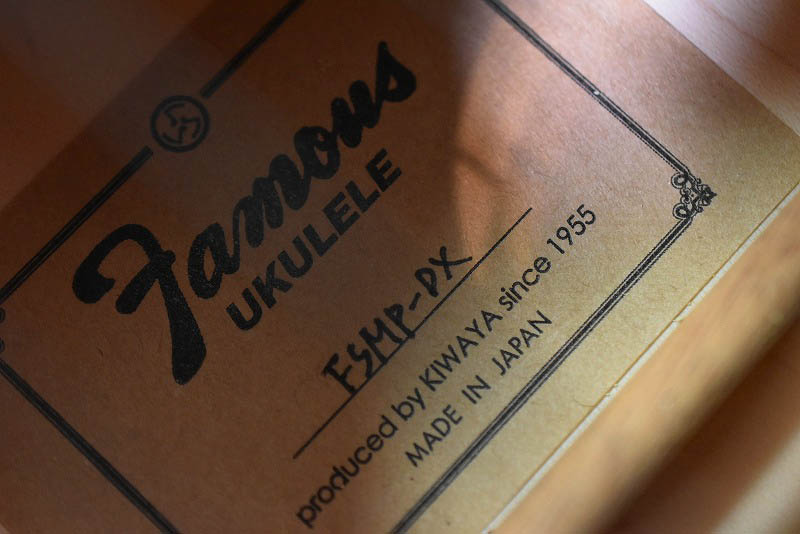 Famous
UKULELE
FSMP-DX
produced by KIWAYA since 1955
MADE IN JAPAN